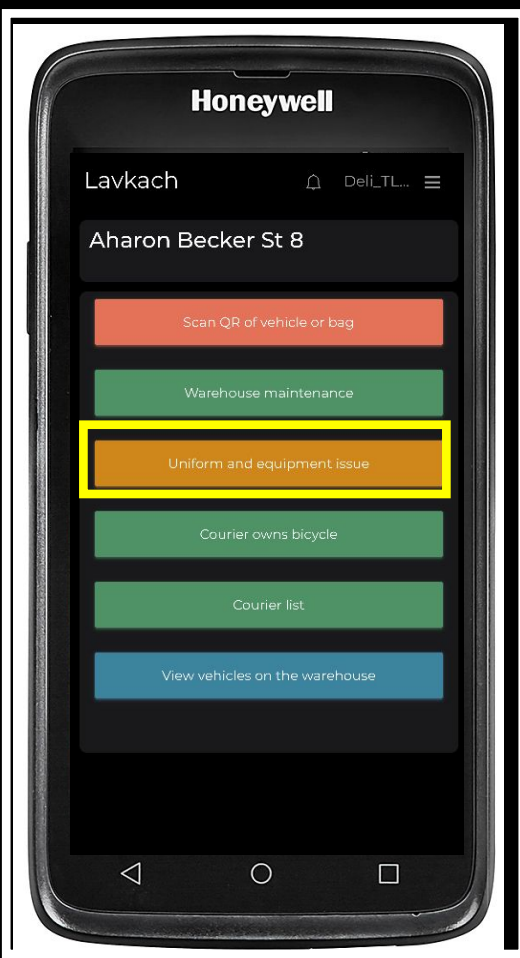 Honeywell
Lavkach
Deli_TL...
Aharon Becker St 8
Scan QR of vehicle or bag
Warehouse maintenance
Uniform and equipment issue
Courier owns bicycle
Courier list
View vehicles on the warehouse